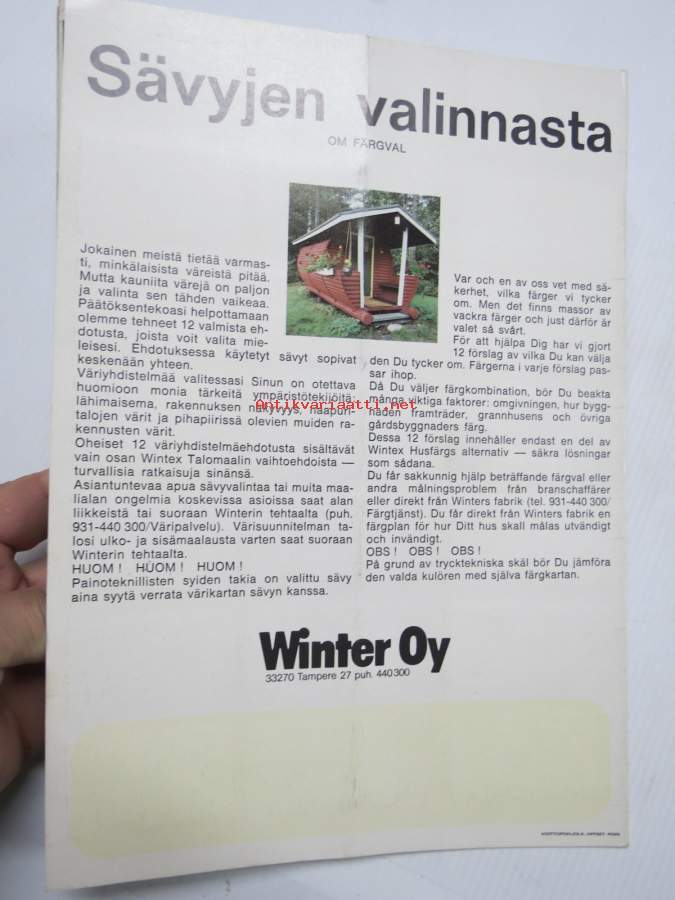 Sävyjen valinnasta
OM FÄRGVAL
Jokainen meistä tietää varmas-
ti, minkälaisista väreistä pitää.
Mutta kauniita värejä on paljon
ja valinta sen tähden vaikeaa.
Päätöksentekoasi helpottamaan
olemme tehneet 12 valmista eh-
dotusta, joista voit valita mie-
leisesi. Ehdotuksessa käytetyt sävyt sopivat
keskenään yhteen.
Väriyhdistelmää valitessasi Sinun on otettava
huomioon monia tärkeitä ympäristötekijöitä:
lähimaisema, rakennuksen näkyvyys, naapuri-
talojen värit ja pihapiirissä olevien muiden ra-
kennusten värit.
Oheiset 12 väriyhdistelmäehdotusta sisältävät
vain osan Wintex Talomaalin vaihtoehdoista —
turvallisia ratkaisuja sinänsä.
Asiantuntevaa apua sävyvalintaa tai muita maa-
lialan ongelmia koskevissa asioissa saat alan
liikkeistä tai suoraan Winterin tehtaalta (puh.
931-440 300/Väripalvelu). Värisuunnitelman ta-
losi ulko- ja sisämaalausta varten saat suoraan
Winterin tehtaalta.
HUOM! HUOM! HUOM!
Painoteknillisten syiden takia on valittu sävy
aina syytä verrata värikartan sävyn kanssa.
Var och en av oss vet med sä-
kerhet, vilka färger vi tycker
om. Men det finns massor av
vackra färger och just därför är
valet så svårt.
För att hjälpa Dig har vi gjort
12 förslag av vilka Du kan välja
den Du tycker om. Färgerna i varje förslag pas-
sar ihop.
Då Du väljer färgkombination, bör Du beakta
många viktiga faktorer: omgivningen, hur bygg-
naden framträder, grannhusens och övriga
gårdsbyggnaders färg.
Dessa 12 förslag innehåller endast en del av
Wintex Husfärgs alternativ — säkra lösningar
som sådana.
Du får sakkunnig hjälp beträffande färgval eller
andra målningsproblem från branschaffärer
eller direkt från Winters fabrik (tel. 931-440 300/
Färgtjänst). Du får direkt från Winters fabrik en
färgplan för hur Ditt hus skall målas utvändigt
och invändigt.
OBS! OBS! OBS!
På grund av trycktekniska skäl bör Du jämföra
den valda kulören med själva färgkartan.
Antikvariaatti.net
Winter Oy
33270 Tampere 27 puh. 440 300